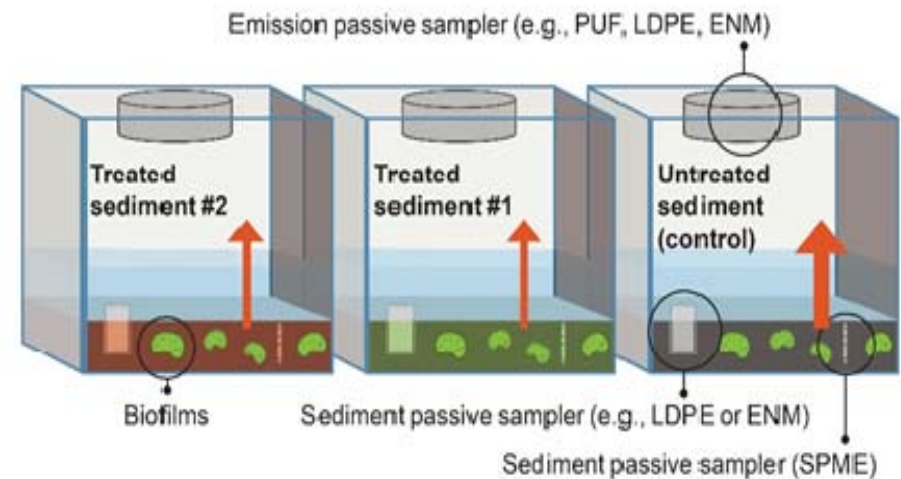 Emission passive sampler (e.g., PUF, LDPE, ENM)
Treated
sediment #2
Treated
sediment #1
Untreated
sediment
(control)
Biofilms
Sediment passive sampler (e.g., LDPE or ENM)
Sediment passive sampler (SPME)